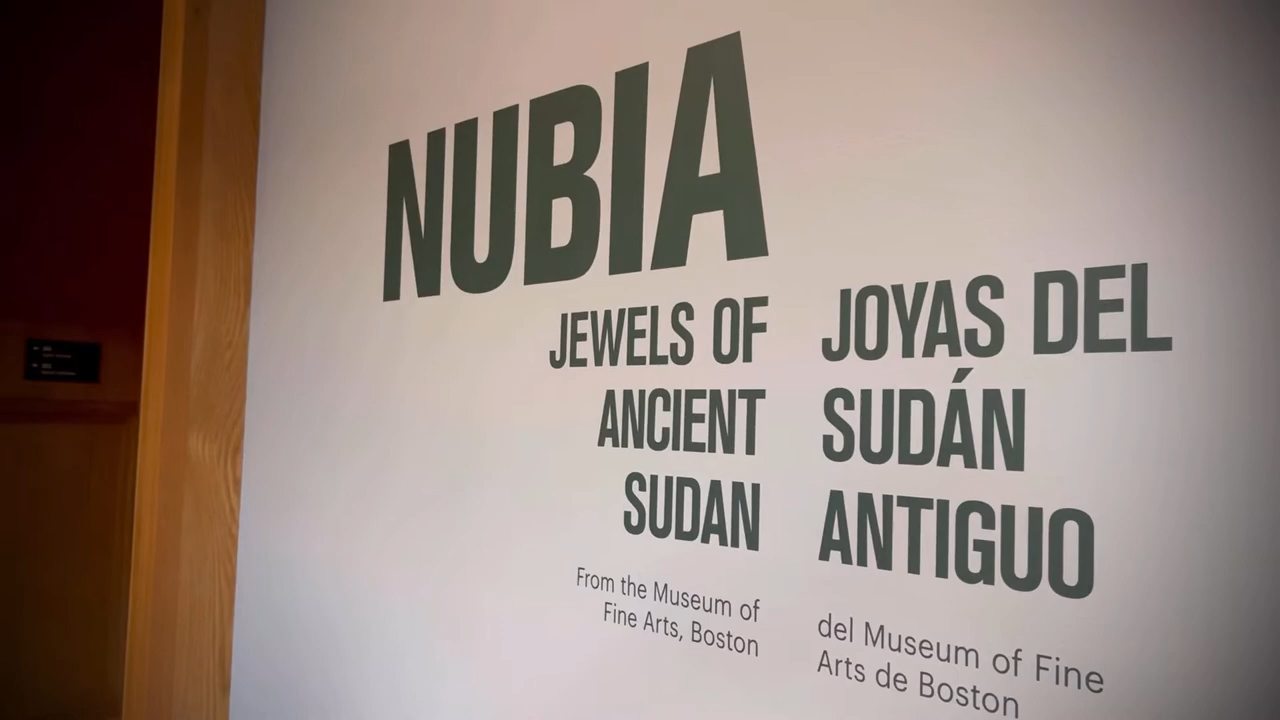 NUBIA
JEWELS OF
ANCIENT
SUDAN
From the Museum of
Fine Arts, Boston
JOYAS DEL
SUDÁN
ANTIGUO
del Museum of Fine
Arts de Boston